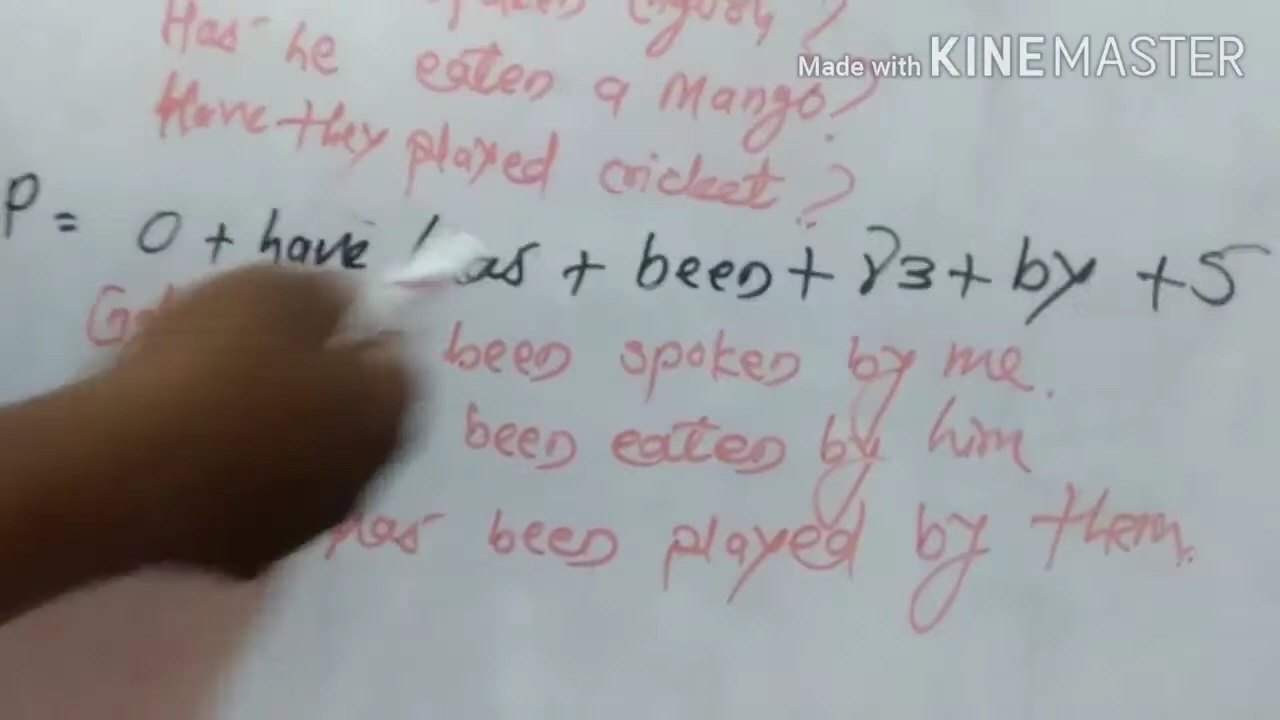 Has he eaten a Mango?
Have they played cricket?
P = O + have / has + been + V3 + by + S
been spoken by me.
been eaten by him
has been played by them.
Made with KINEMASTER